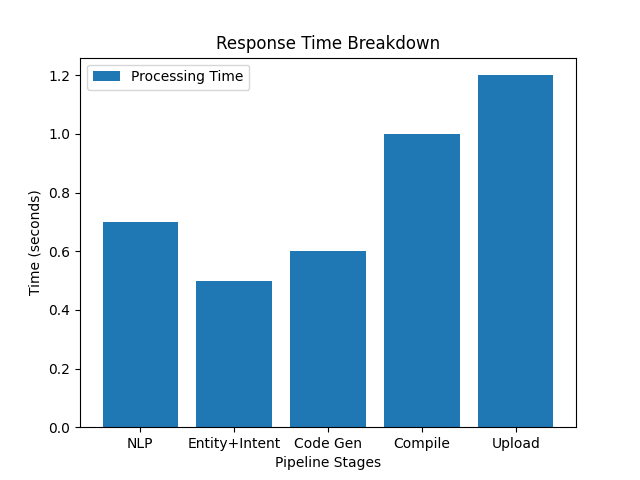 Response Time Breakdown
Processing Time
Time (seconds)
1.2
1.0
0.8
0.6
0.4
0.2
0.0
NLP Entity+Intent Code Gen Compile Upload
Pipeline Stages